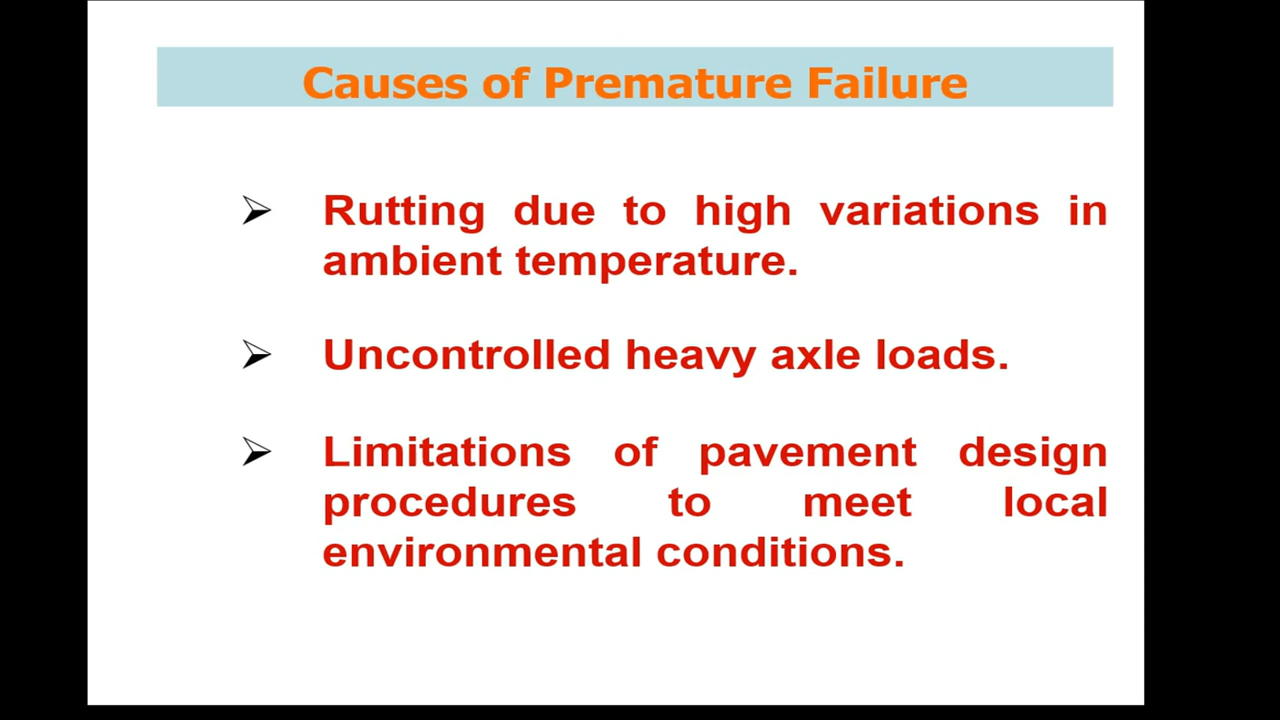 Causes of Premature Failure
Rutting due to high variations in
ambient temperature.
Uncontrolled heavy axle loads.
Limitations of pavement design
procedures to meet local
environmental conditions.